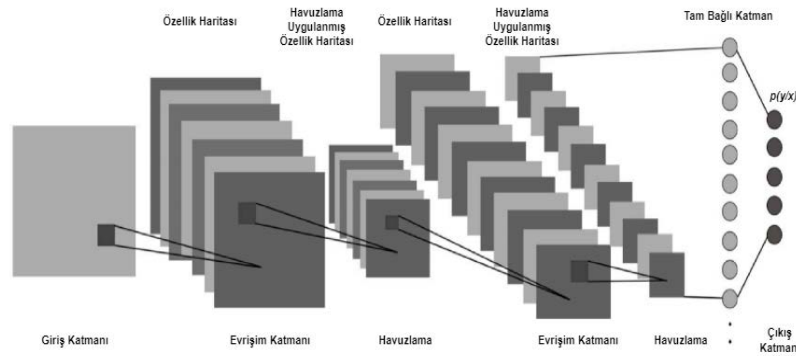 Özellik Haritası
Havuzlama
Uygulanmış
Özellik Haritası
Özellik Haritası
Havuzlama
Uygulanmış
Özellik Haritası
Tam Bağlı Katman
p(y/x)
Giriş Katmanı
Evrişim Katmanı
Havuzlama
Evrişim Katmanı
Havuzlama
Çıkış
Katman